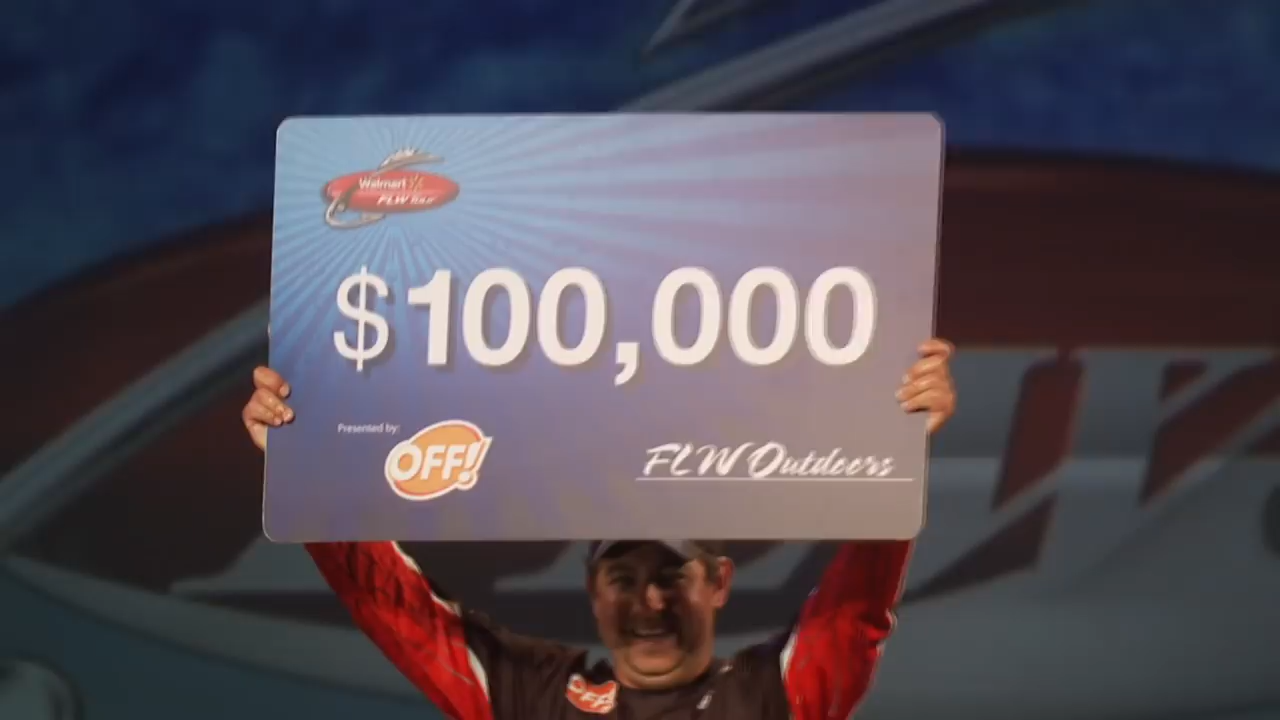 Walmart
FLW TOUR
$100,000
Presented by:
OFF!
FLW Outdoors
OFF!